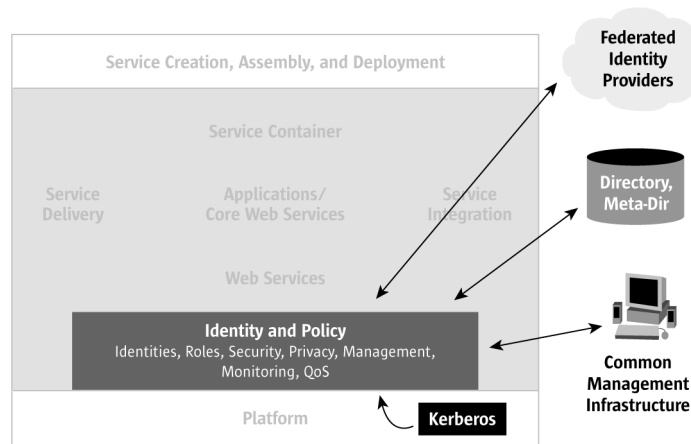 Service Creation, Assembly, and Deployment
Federated
Identity
Providers
Service Container
Service
Delivery
Applications/
Core Web Services
Service
Integration
Directory,
Meta-Dir
Web Services
Identity and Policy
Identities, Roles, Security, Privacy, Management,
Monitoring, QoS
Common
Management
Infrastructure
Platform
Kerberos